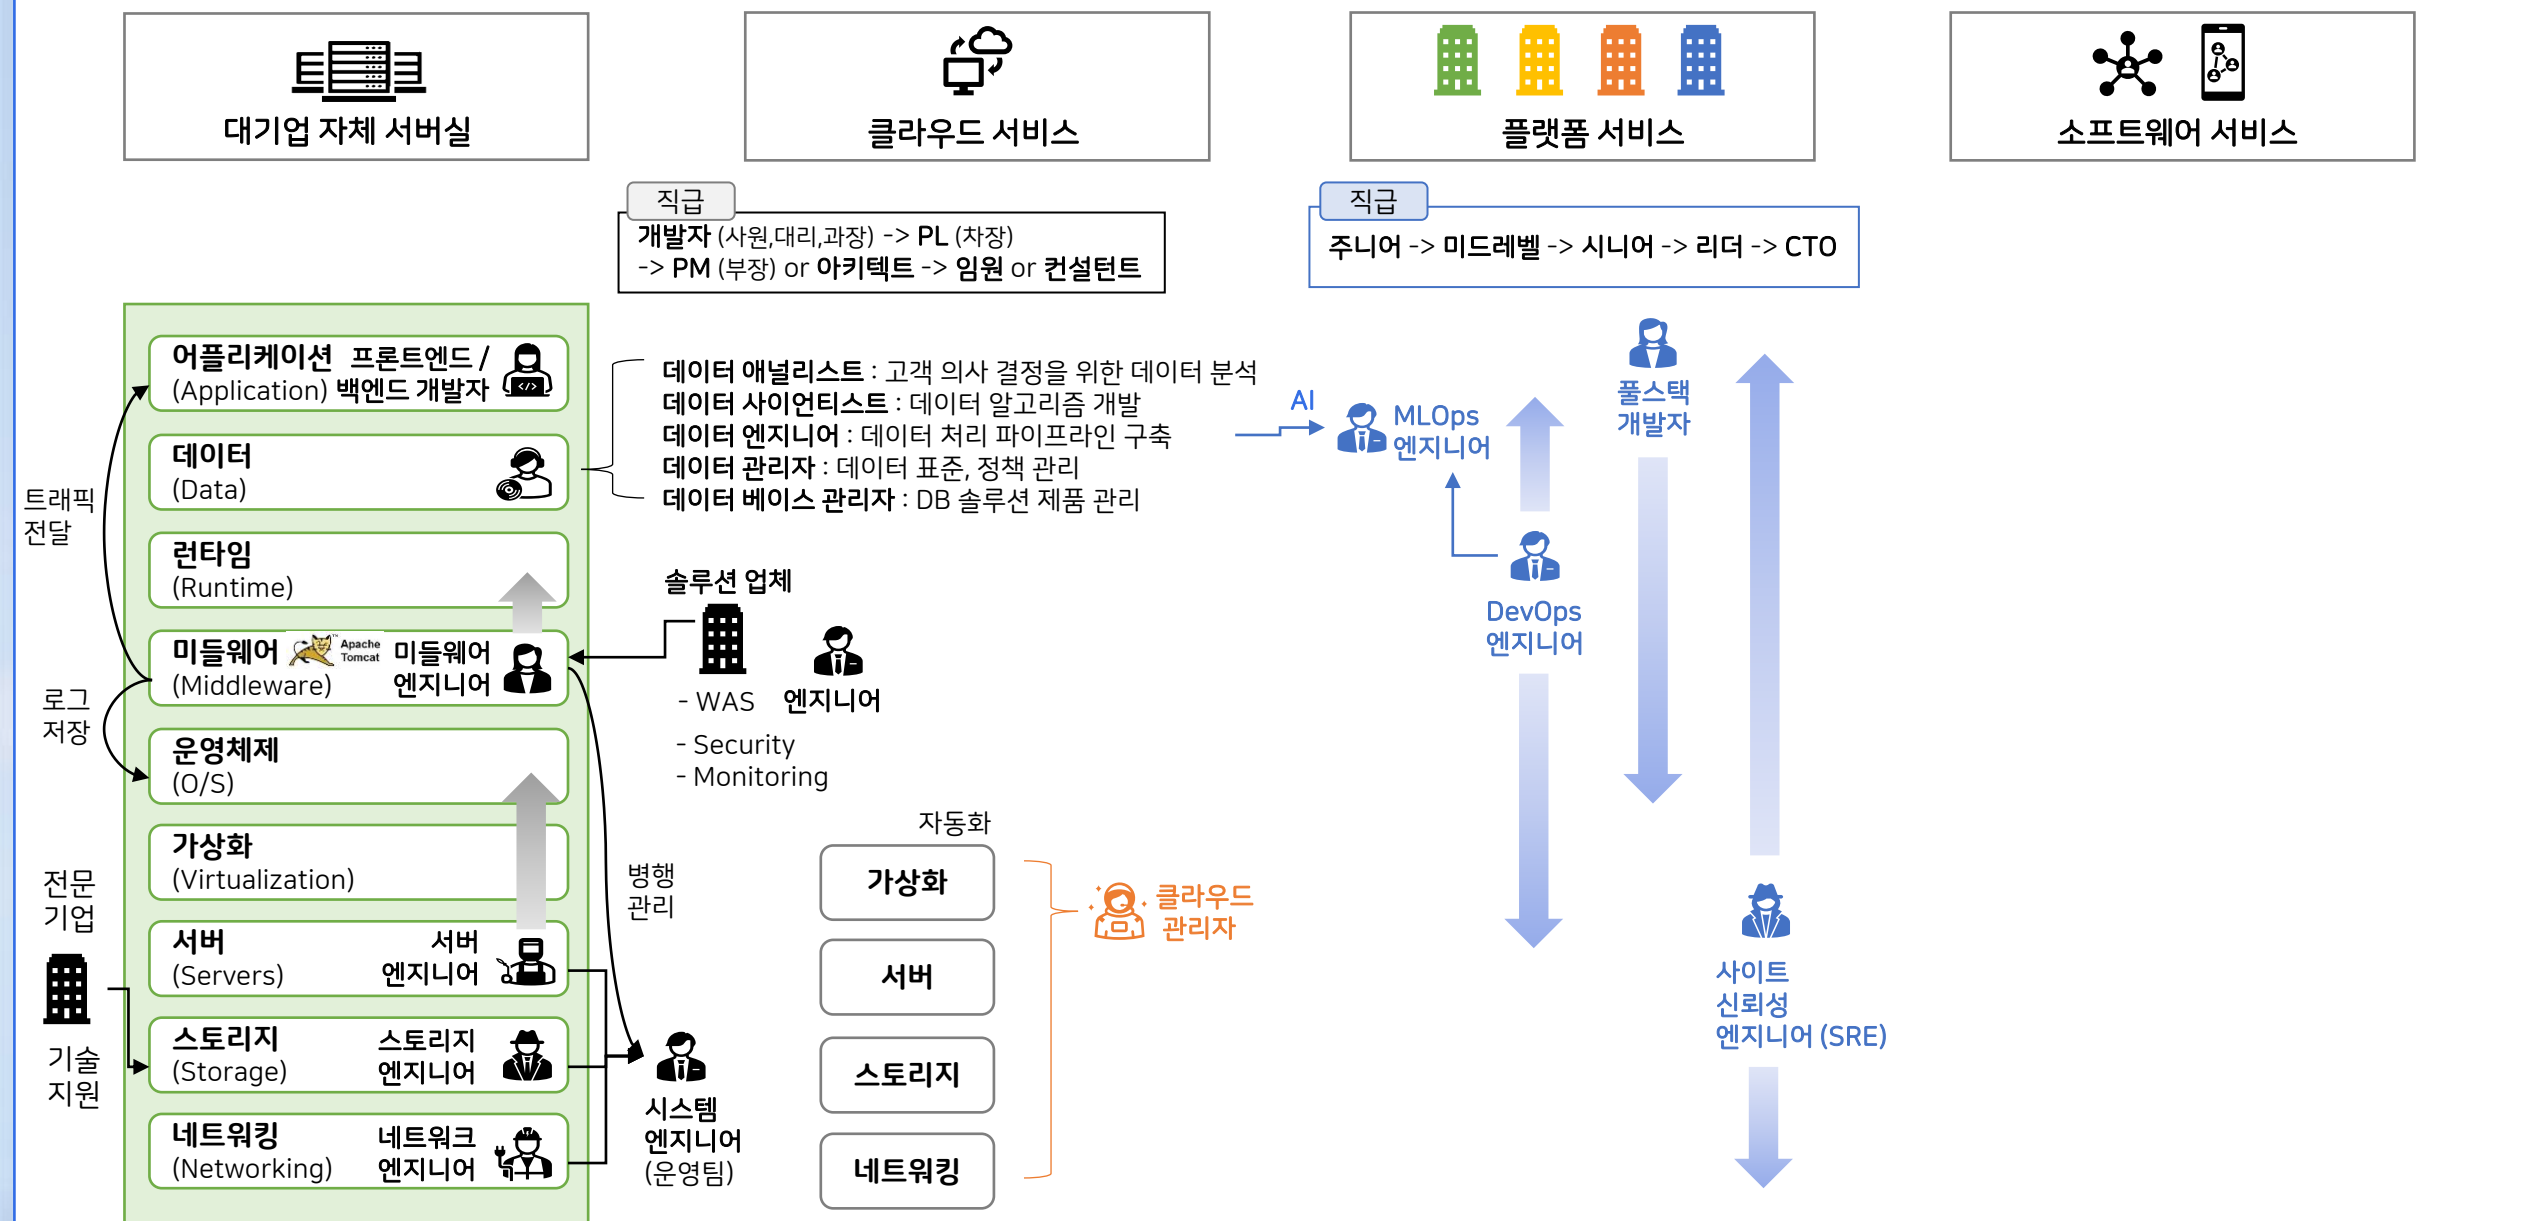 대기업 자체 서버실
클라우드 서비스
플랫폼 서비스
소프트웨어 서비스
직급
개발자 (사원,대리,과장) -> PL (차장)
-> PM (부장) or 아키텍트 -> 임원 or 컨설턴트
직급
주니어 -> 미드레벨 -> 시니어 -> 리더 -> CTO
어플리케이션
(Application)
프론트엔드 /
백엔드 개발자
데이터
(Data)
런타임
(Runtime)
미들웨어
(Middleware)
Apache
Tomcat
TM
미들웨어
엔지니어
운영체제
(O/S)
가상화
(Virtualization)
서버
(Servers)
서버
엔지니어
스토리지
(Storage)
스토리지
엔지니어
네트워킹
(Networking)
네트워크
엔지니어
트래픽
전달
로그
저장
전문
기업
기술
지원
데이터 애널리스트 : 고객 의사 결정을 위한 데이터 분석
데이터 사이언티스트 : 데이터 알고리즘 개발
데이터 엔지니어 : 데이터 처리 파이프라인 구축
데이터 관리자 : 데이터 표준, 정책 관리
데이터 베이스 관리자 : DB 솔루션 제품 관리
솔루션 업체
- WAS
엔지니어
- Security
- Monitoring
병행
관리
시스템
엔지니어
(운영팀)
자동화
가상화
서버
스토리지
네트워킹
클라우드
관리자
AI
MLOps
엔지니어
DevOps
엔지니어
풀스택
개발자
사이트
신뢰성
엔지니어 (SRE)